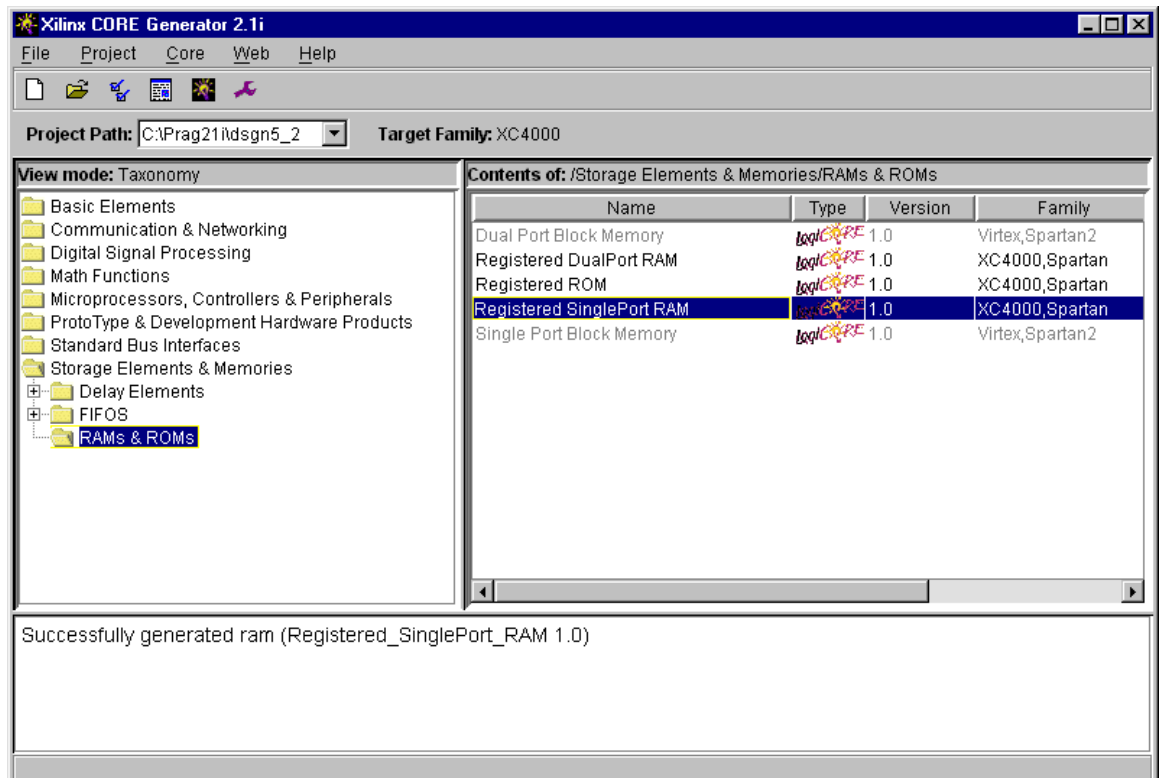 Xilinx CORE Generator 2.1i
File Project Core Web Help
Project Path: C:\Prag21i\dsgn5_2 Target Family: XC4000
View mode: Taxonomy
Basic Elements
Communication & Networking
Digital Signal Processing
Math Functions
Microprocessors, Controllers & Peripherals
ProtoType & Development Hardware Products
Standard Bus Interfaces
Storage Elements & Memories
Delay Elements
FIFOS
RAMs & ROMs
Contents of: /Storage Elements & Memories/RAMs & ROMs
Name Type Version Family
Dual Port Block Memory logiCORE 1.0 Virtex,Spartan2
Registered DualPort RAM logiCORE 1.0 XC4000,Spartan
Registered ROM logiCORE 1.0 XC4000,Spartan
Registered SinglePort RAM logiCORE 1.0 XC4000,Spartan
Single Port Block Memory logiCORE 1.0 Virtex,Spartan2
Successfully generated ram (Registered_SinglePort_RAM 1.0)